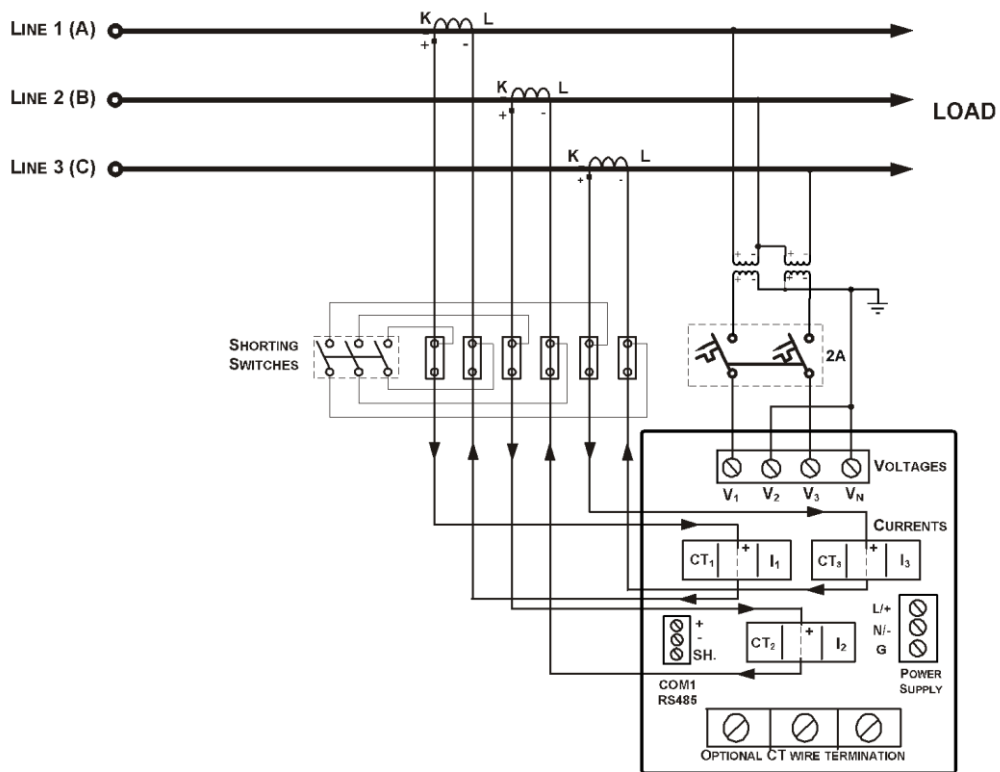 LINE 1 (A)
K L
+ -
LINE 2 (B)
K L
+ -
LOAD
LINE 3 (C)
K L
+ -
+ - + -
+ - + -
SHORTING
SWITCHES
2A
VOLTAGES
V1 V2 V3 VN
CURRENTS
CT1 + I1
CT3 + I3
L/+
N/-
G
POWER
SUPPLY
+
-
SH.
COM1
RS485
CT2 + I2
OPTIONAL CT WIRE TERMINATION